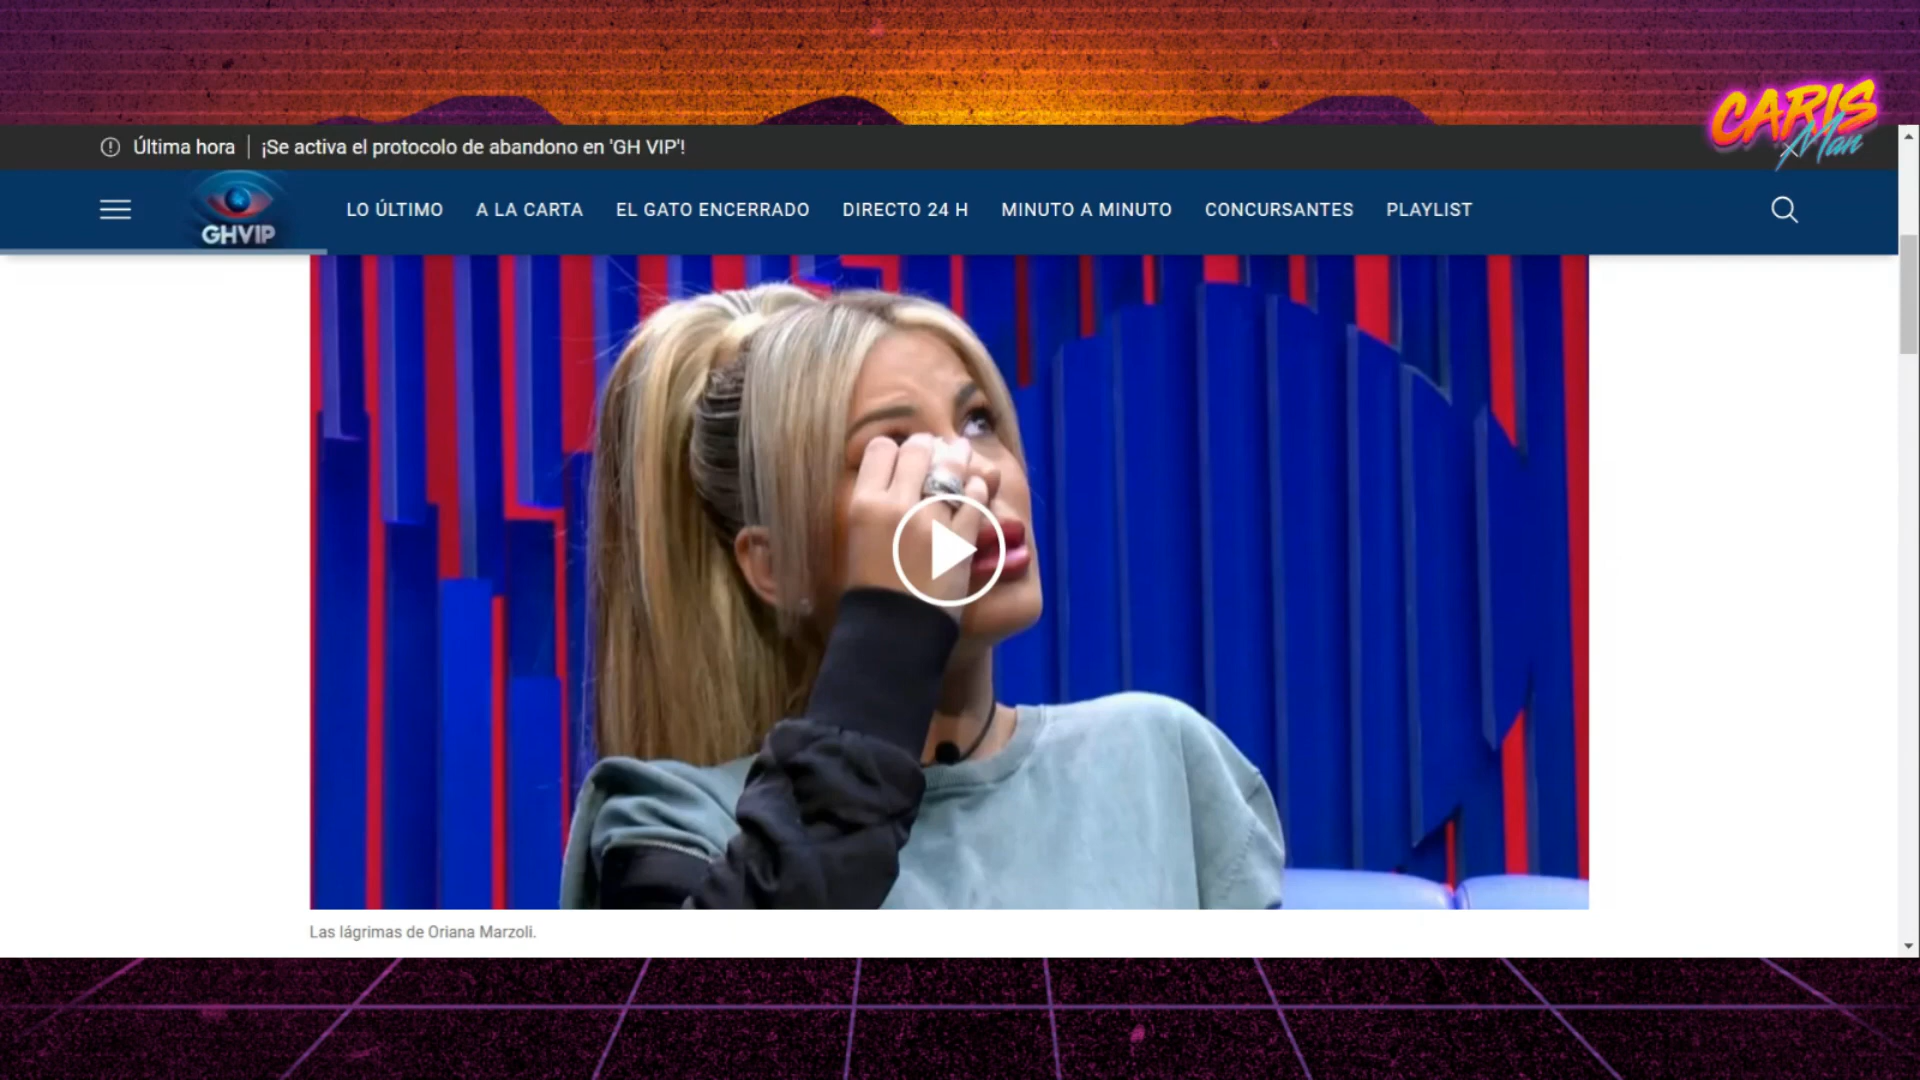 CARIS
Man
Última hora ¡Se activa el protocolo de abandono en 'GH VIP'!
GHVIP
LO ÚLTIMO A LA CARTA EL GATO ENCERRADO DIRECTO 24 H MINUTO A MINUTO CONCURSANTES PLAYLIST
Las lágrimas de Oriana Marzoli.